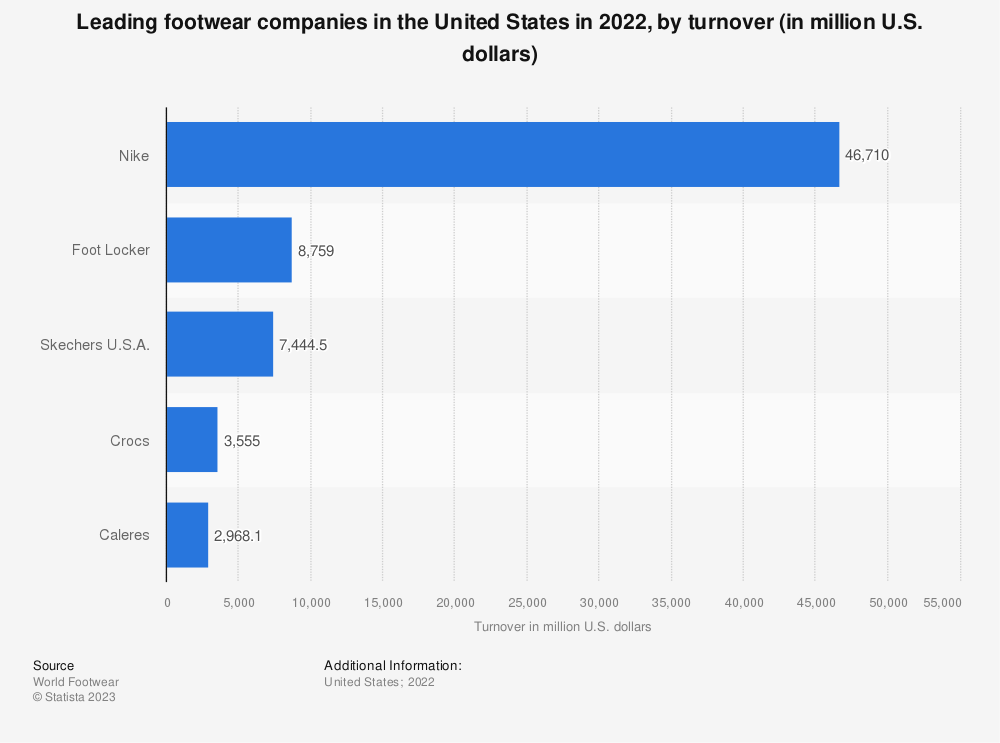 Leading footwear companies in the United States in 2022, by turnover (in million U.S.
dollars)
Nike
46,710
Foot Locker
8,759
Skechers U.S.A.
7,444.5
Crocs
3,555
Caleres
2,968.1
0 5,000 10,000 15,000 20,000 25,000 30,000 35,000 40,000 45,000 50,000 55,000
Turnover in million U.S. dollars
Source
World Footwear
© Statista 2023
Additional Information:
United States; 2022